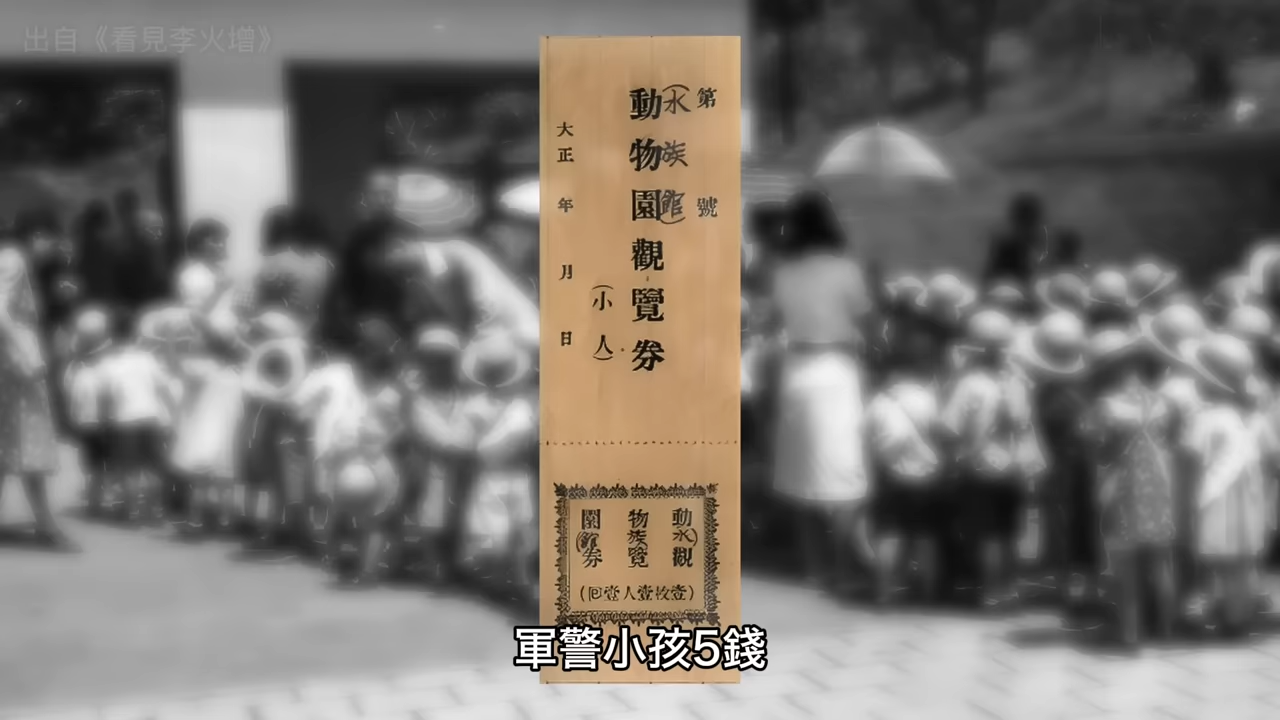 出自《看見李火增》
第 號
(水族館)
動物園觀覽券
(小人)
大正 年 月 日
動(水)觀
物族覽
園(館)券
(壹枚壹人壹回)
軍警小孩5錢